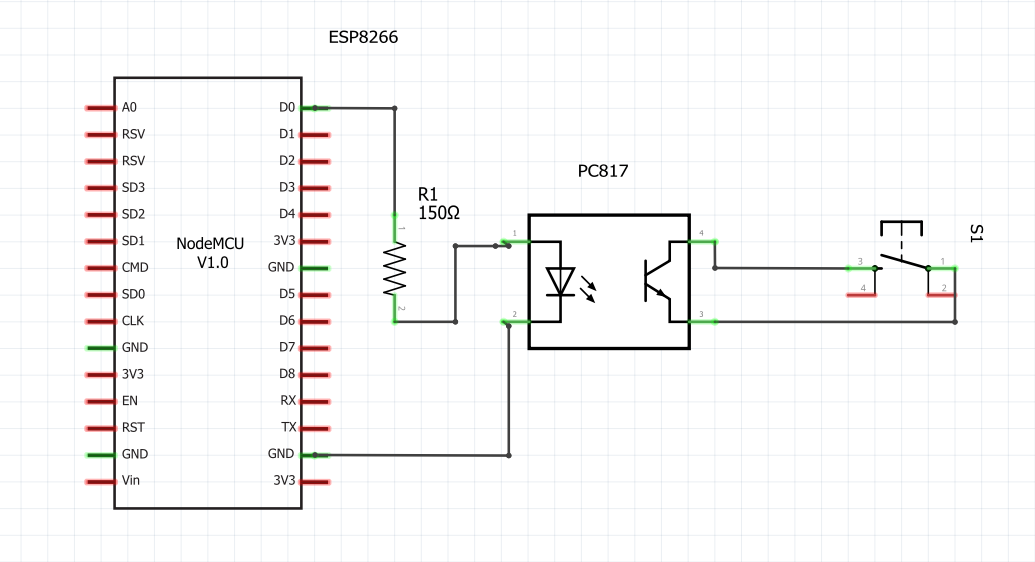 ESP8266
A0
RSV
RSV
SD3
SD2
SD1
CMD
SD0
CLK
GND
3V3
EN
RST
GND
Vin
NodeMCU
V1.0
D0
D1
D2
D3
D4
3V3
GND
D5
D6
D7
D8
RX
TX
GND
3V3
R1
150Ω
1
2
PC817
1
2
4
3
S1
3
4
1
2